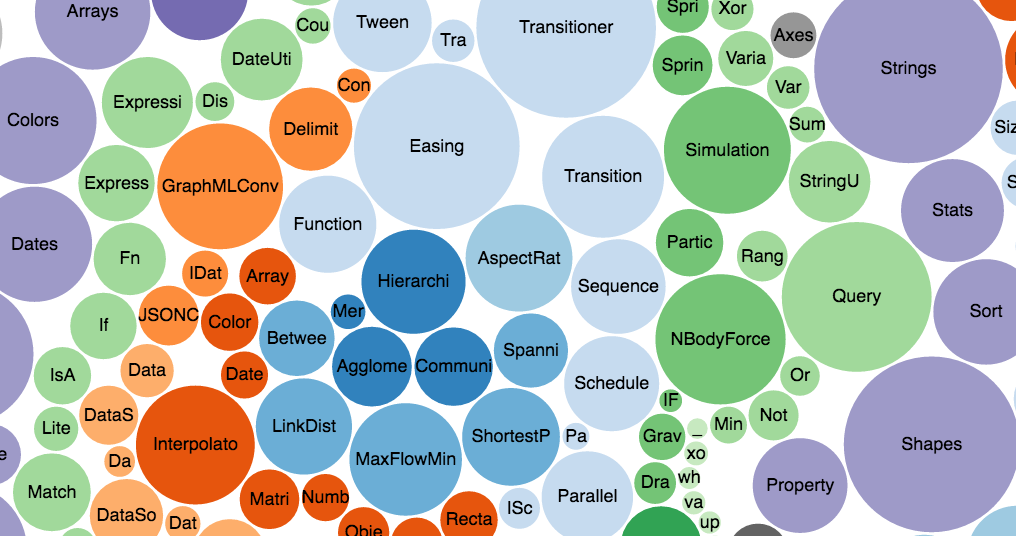 Arrays
Cou
Tween
Tra
Transitioner
Spri
Xor
Axes
DateUti
Sprin
Varia
Strings
Con
Expressi
Dis
Var
Colors
Delimit
Sum
Siz
Easing
Simulation
Express
GraphMLConv
Transition
StringU
S
Function
Stats
Dates
Partic
Fn
AspectRat
Rang
IDat
Array
Hierarchi
Sequence
Query
JSONC
Color
Mer
Sort
If
Betwee
NBodyForce
Spanni
IsA
Data
Date
Agglome
Communi
Schedule
Or
IF
DataS
Lite
LinkDist
Interpolato
ShortestP
Pa
Grav
_
Min
Not
Shapes
e
Da
MaxFlowMin
xo
Match
Matri
Numb
Parallel
Dra
wh
Property
DataSo
Dat
ISc
va
Recta
up
Obje